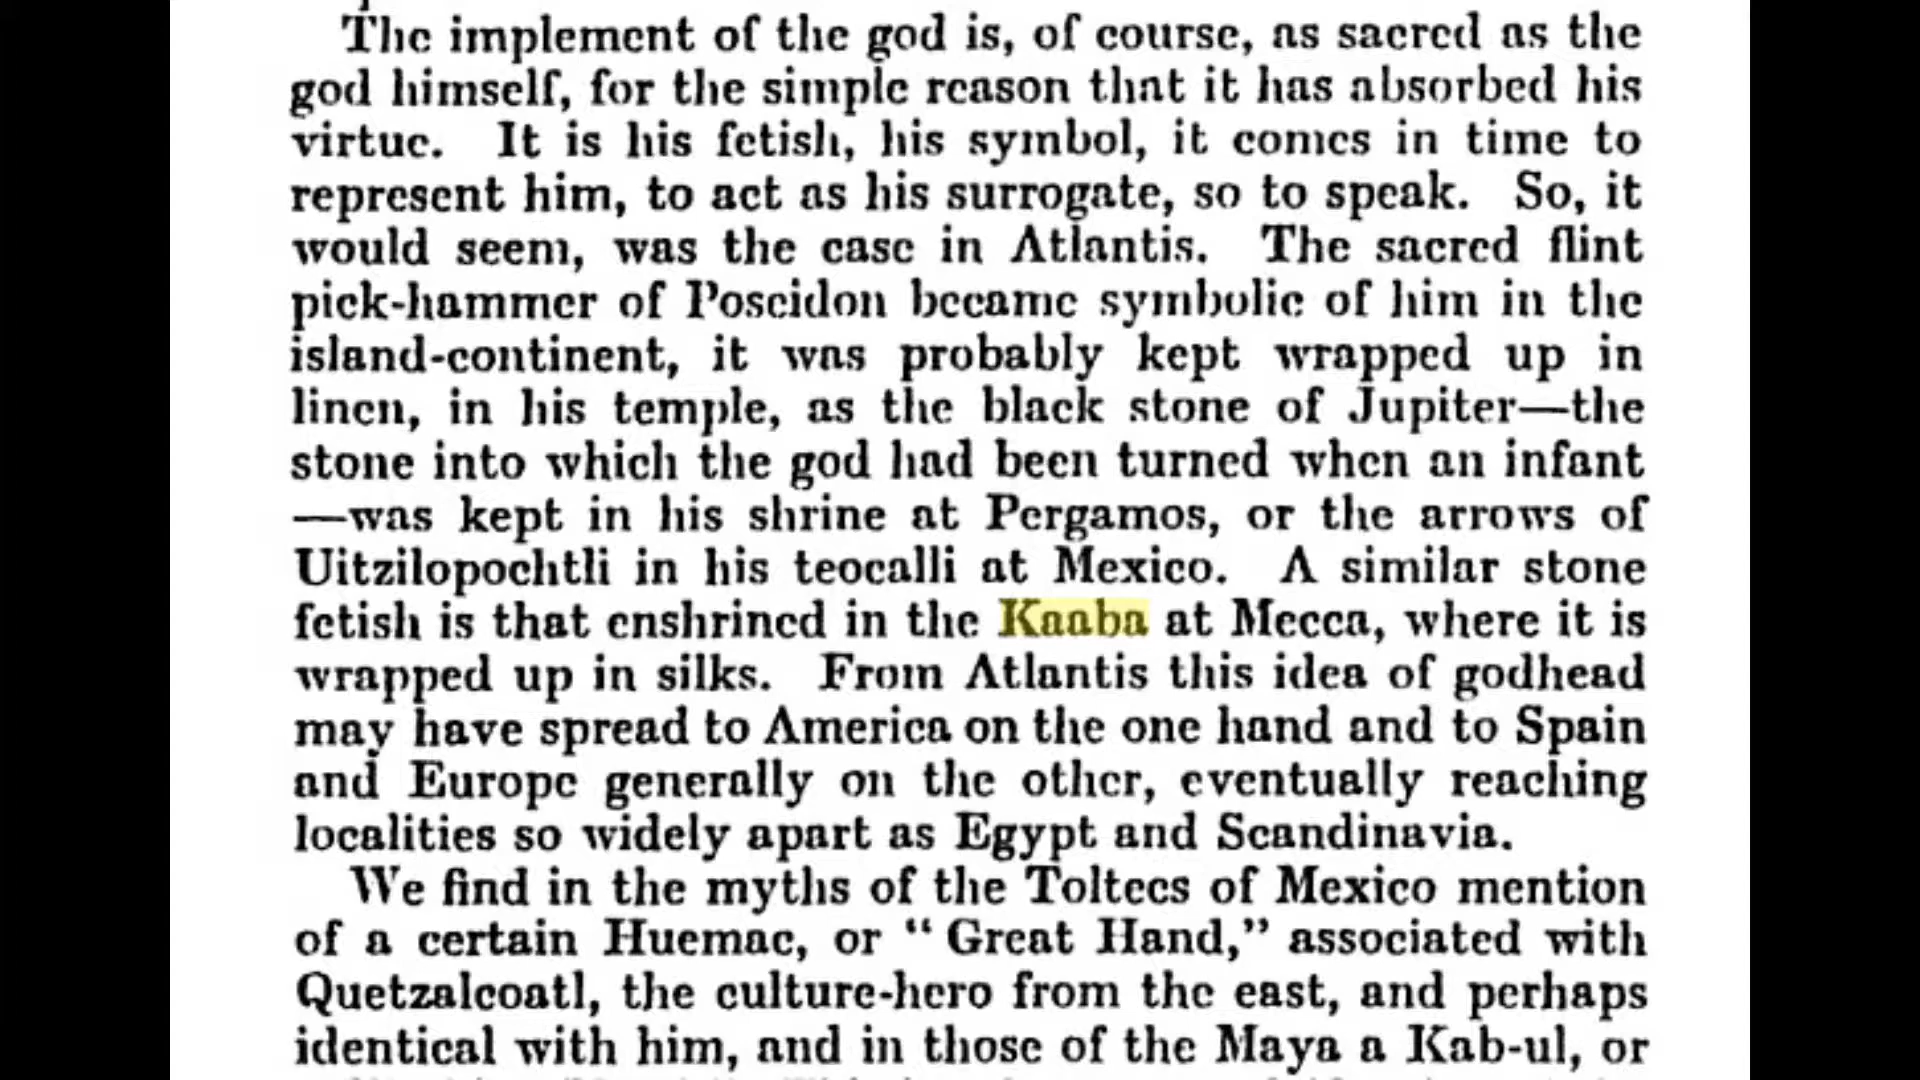 The implement of the god is, of course, as sacred as the
god himself, for the simple reason that it has absorbed his
virtue. It is his fetish, his symbol, it comes in time to
represent him, to act as his surrogate, so to speak. So, it
would seem, was the case in Atlantis. The sacred flint
pick-hammer of Poseidon became symbolic of him in the
island-continent, it was probably kept wrapped up in
linen, in his temple, as the black stone of Jupiter—the
stone into which the god had been turned when an infant
—was kept in his shrine at Pergamos, or the arrows of
Uitzilopochtli in his teocalli at Mexico. A similar stone
fetish is that enshrined in the Kaaba at Mecca, where it is
wrapped up in silks. From Atlantis this idea of godhead
may have spread to America on the one hand and to Spain
and Europe generally on the other, eventually reaching
localities so widely apart as Egypt and Scandinavia.
We find in the myths of the Toltecs of Mexico mention
of a certain Huemac, or “Great Hand,” associated with
Quetzalcoatl, the culture-hero from the east, and perhaps
identical with him, and in those of the Maya a Kab-ul, or